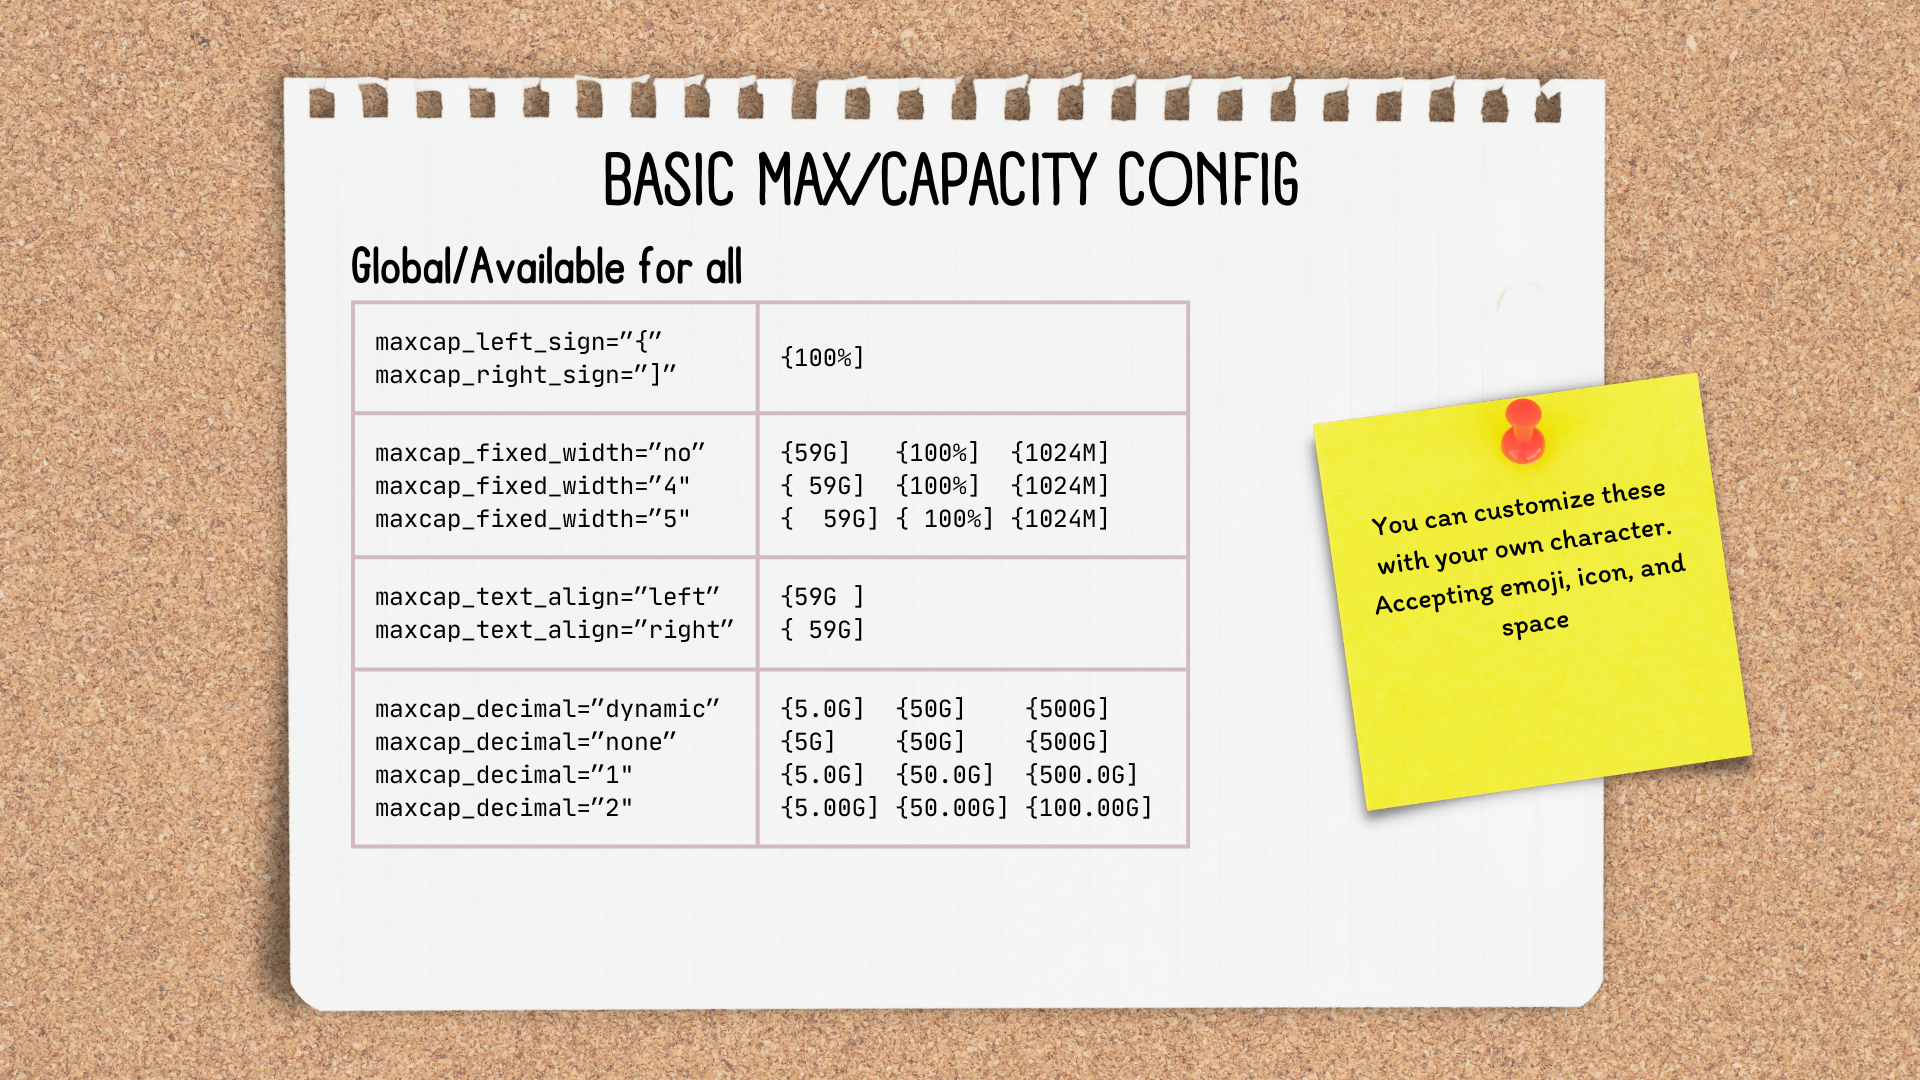 BASIC MAX/CAPACITY CONFIG
Global/Available for all
maxcap_left_sign=”{”
maxcap_right_sign=”]”
{100%]
maxcap_fixed_width=”no”
maxcap_fixed_width=”4"
maxcap_fixed_width=”5"
{59G]   {100%]  {1024M]
{ 59G]  {100%]  {1024M]
{  59G] { 100%] {1024M]
maxcap_text_align=”left”
maxcap_text_align=”right”
{59G ]
{ 59G]
maxcap_decimal=”dynamic”
maxcap_decimal=”none”
maxcap_decimal=”1"
maxcap_decimal=”2"
{5.0G]  {50G]    {500G]
{5G]    {50G]    {500G]
{5.0G]  {50.0G]  {500.0G]
{5.00G] {50.00G] {100.00G]
You can customize these
with your own character.
Accepting emoji, icon, and
space